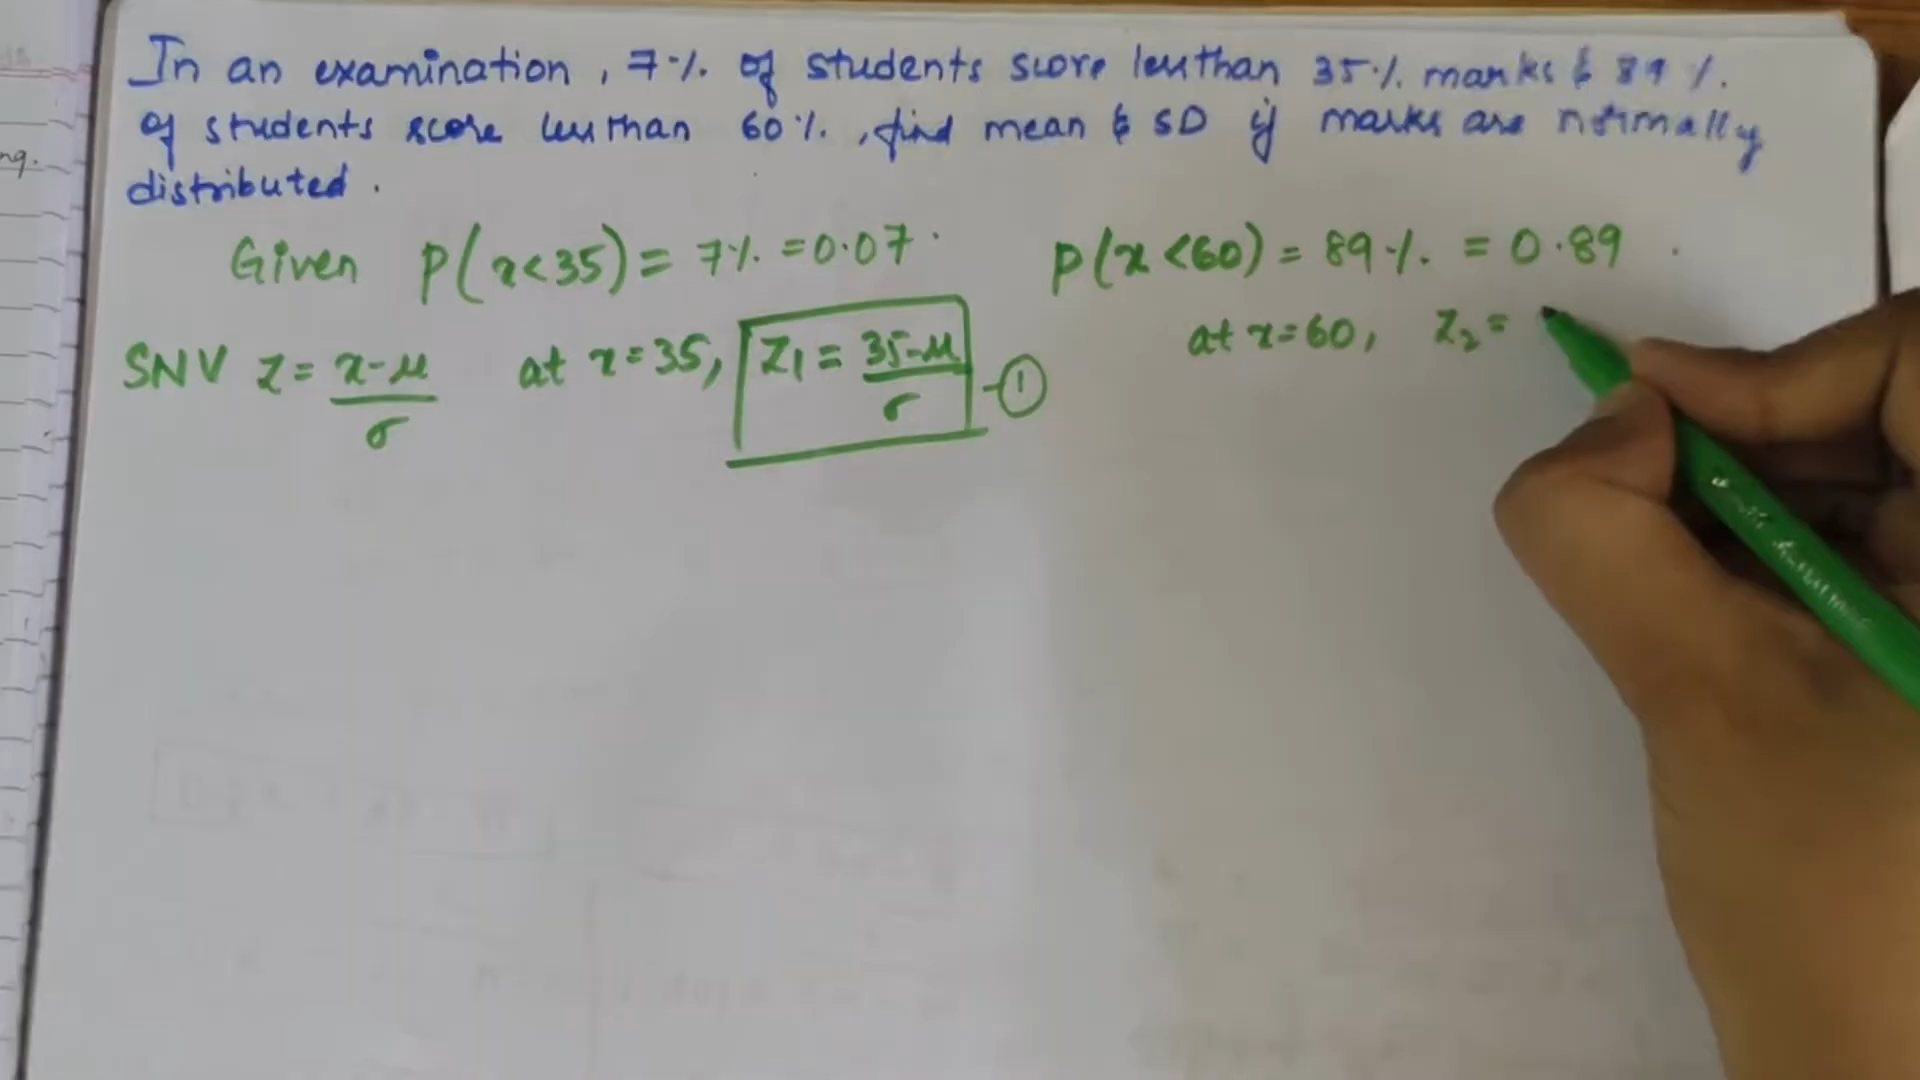 In an examination, 7% of students score less than 35% marks & 89%.
of students score less than 60%., find mean & SD if marks are normally
distributed.
Given P(x<35) = 7% = 0.07.
P(x<60) = 89% = 0.89
SNV z = x-μ / σ at x=35, Z1 = 35-μ / σ -①
at x=60, Z2 =
ng.